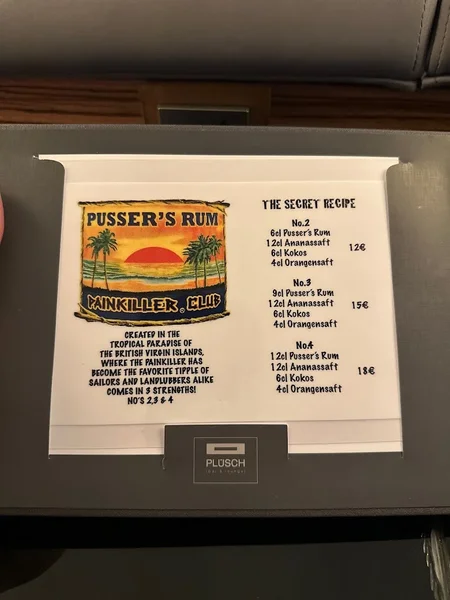 PUSSER'S RUM
PAINKILLER CLUB
CREATED IN THE
TROPICAL PARADISE OF
THE BRITISH VIRGIN ISLANDS,
WHERE THE PAINKILLER HAS
BECOME THE FAVORITE TIPPLE OF
SAILORS AND LANDLUBBERS ALIKE
COMES IN 3 STRENGTHS!
NO'S 2,3 & 4
THE SECRET RECIPE
No.2
6cl Pusser's Rum
12cl Ananassaft
6cl Kokos
4cl Orangensaft
12€
No.3
9cl Pusser's Rum
12cl Ananassaft
6cl Kokos
4cl Orangensaft
15€
No.4
12cl Pusser's Rum
12cl Ananassaft
6cl Kokos
4cl Orangensaft
18€
PLÜSCH